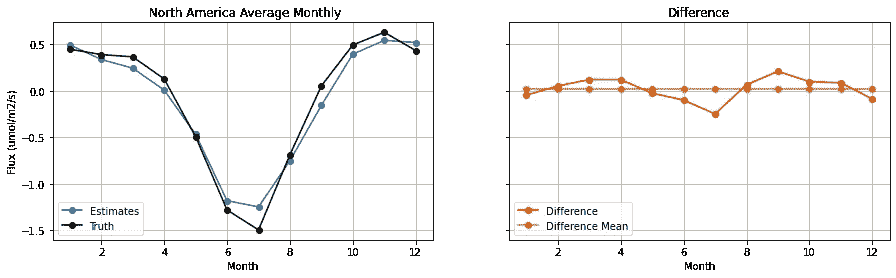 North America Average Monthly
Flux (umol/m2/s)
0.5
0.0
−0.5
−1.0
−1.5
Estimates
Truth
2 4 6 8 10 12
Month
Difference
Difference
Difference Mean
2 4 6 8 10 12
Month